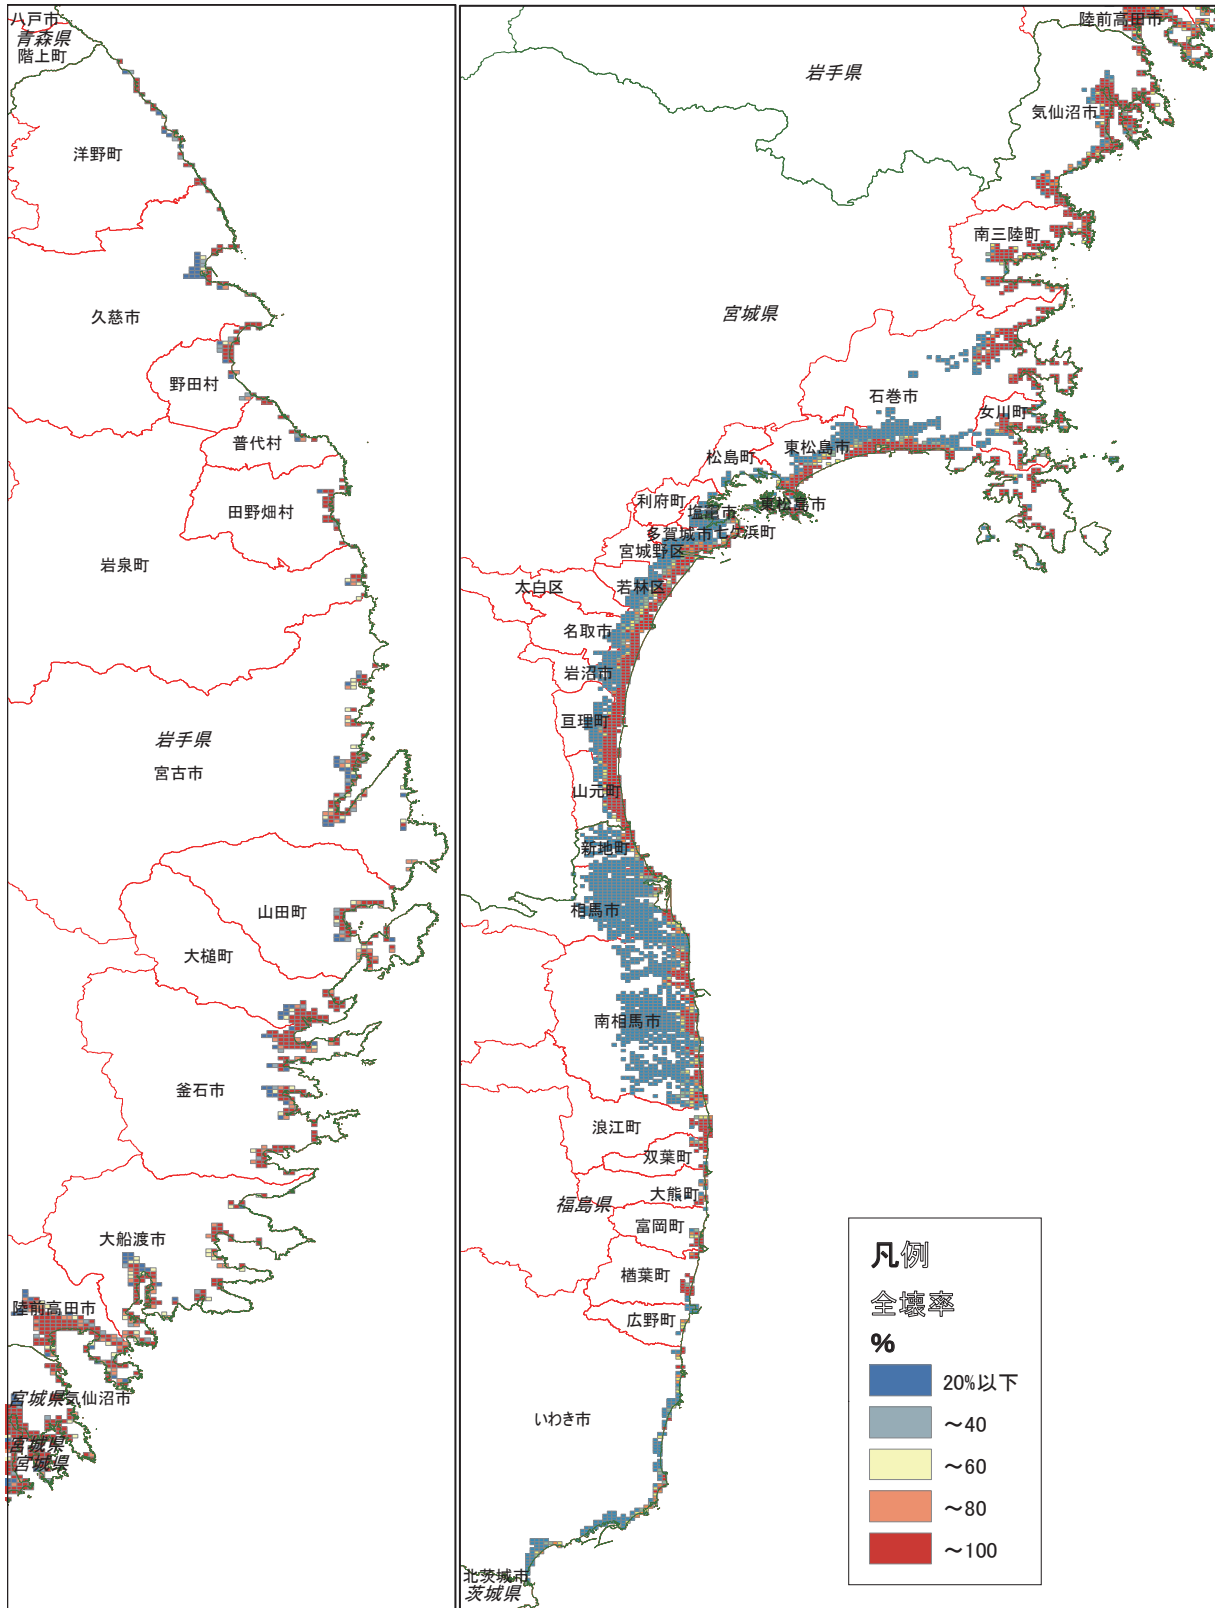 八戸市
青森県
階上町
洋野町
久慈市
野田村
普代村
田野畑村
岩泉町
岩手県
宮古市
山田町
大槌町
釜石市
大船渡市
陸前高田市
宮城県気仙沼市
宮城県
宮城県
陸前高田市
岩手県
気仙沼市
南三陸町
宮城県
石巻市
女川町
東松島市
松島町
利府町
塩竈市
東松島市
多賀城市七ヶ浜町
宮城野区
太白区
若林区
名取市
岩沼市
亘理町
山元町
新地町
相馬市
南相馬市
浪江町
双葉町
大熊町
福島県
富岡町
楢葉町
広野町
いわき市
北茨城市
茨城県
凡例
全壊率
%
20%以下
～40
～60
～80
～100